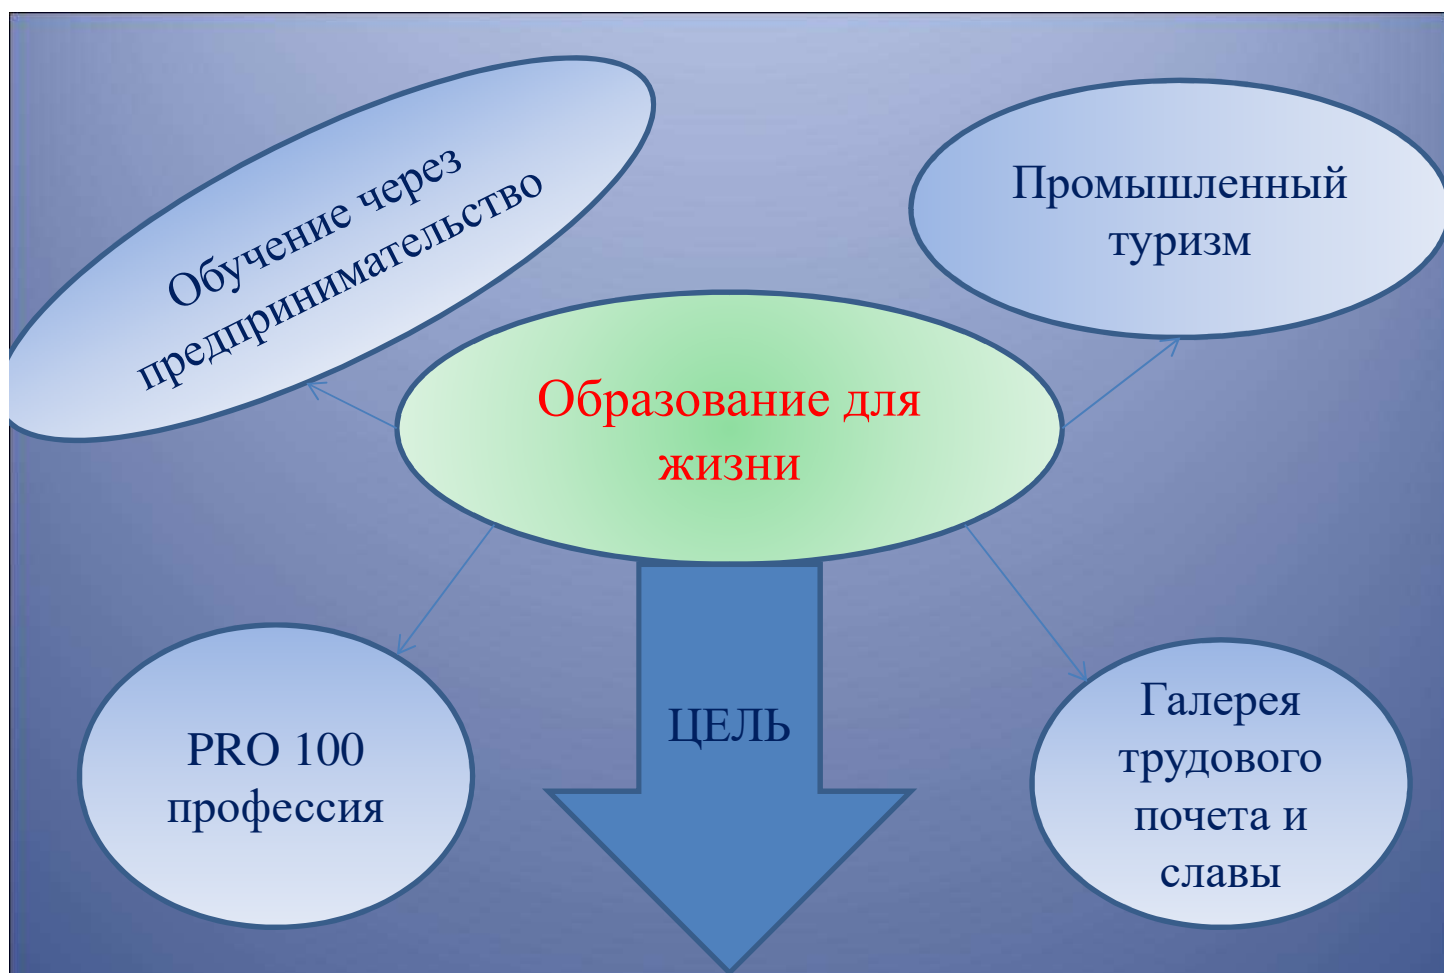 Обучение через
предпринимательство
Промышленный
туризм
Образование для
жизни
PRO 100
профессия
ЦЕЛЬ
Галерея
трудового
почета и
славы